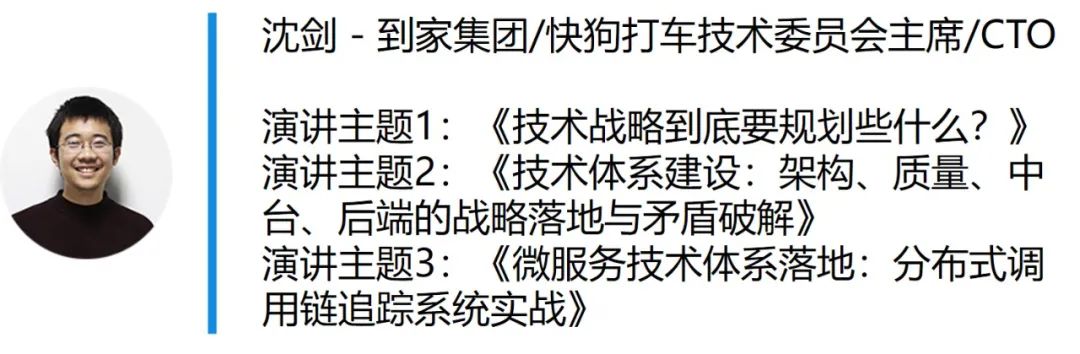 沈剑 - 到家集团/快狗打车技术委员会主席/CTO
演讲主题1：《技术战略到底要规划些什么？》
演讲主题2：《技术体系建设：架构、质量、中
台、后端的战略落地与矛盾破解》
演讲主题3：《微服务技术体系落地：分布式调
用链追踪系统实战》